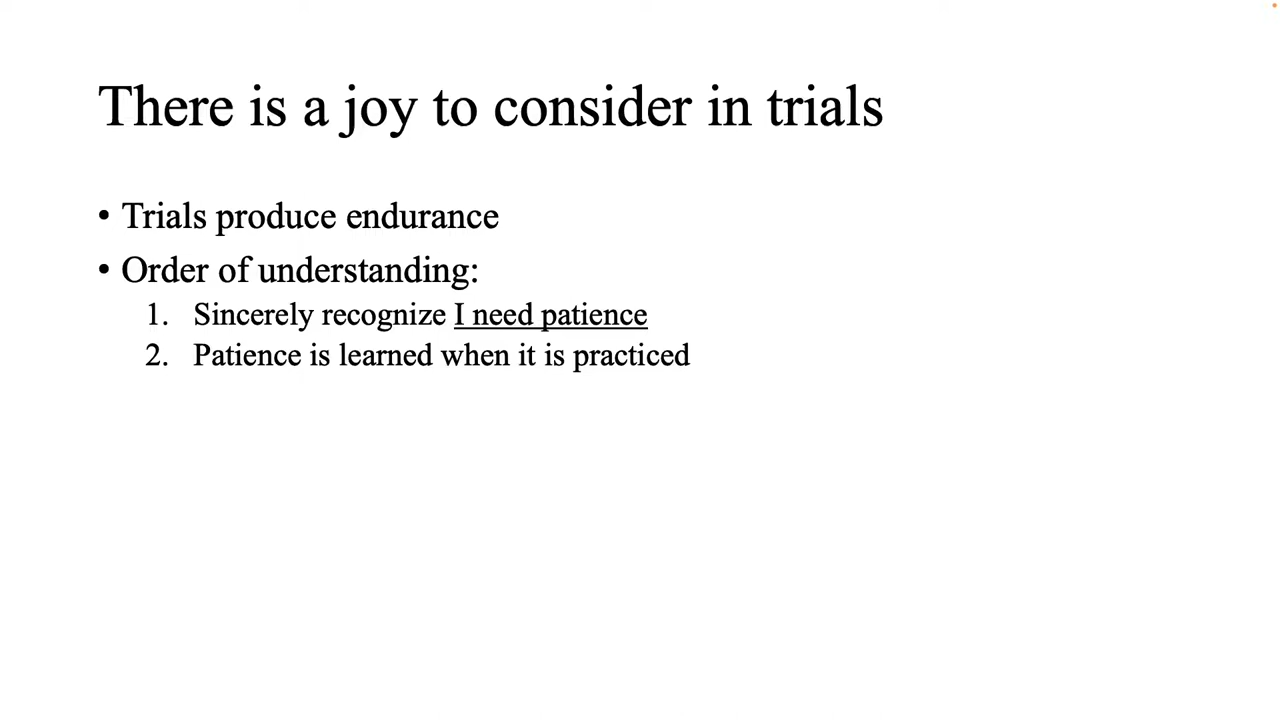 There is a joy to consider in trials
• Trials produce endurance
• Order of understanding:
1. Sincerely recognize I need patience
2. Patience is learned when it is practiced